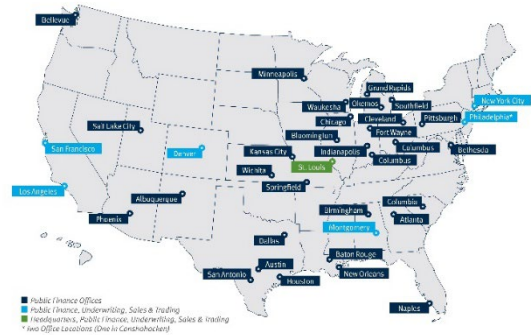 Bellevue
Minneapolis
Grand Rapids
Waukesha
Okemos
Southfield
New York City
Philadelphia*
Chicago
Cleveland
Pittsburgh
Salt Lake City
Bloomington
Fort Wayne
San Francisco
Denver
Kansas City
Indianapolis
Columbus
Bethesda
St. Louis
Columbus
Wichita
Los Angeles
Springfield
Albuquerque
Birmingham
Columbia
Phoenix
Atlanta
Montgomery
Dallas
Baton Rouge
Austin
San Antonio
New Orleans
Houston
Naples
Public Finance Offices
Public Finance, Underwriting, Sales & Trading
Headquarters, Public Finance, Underwriting, Sales & Trading
* Two Office Locations (One in Conshohocken)